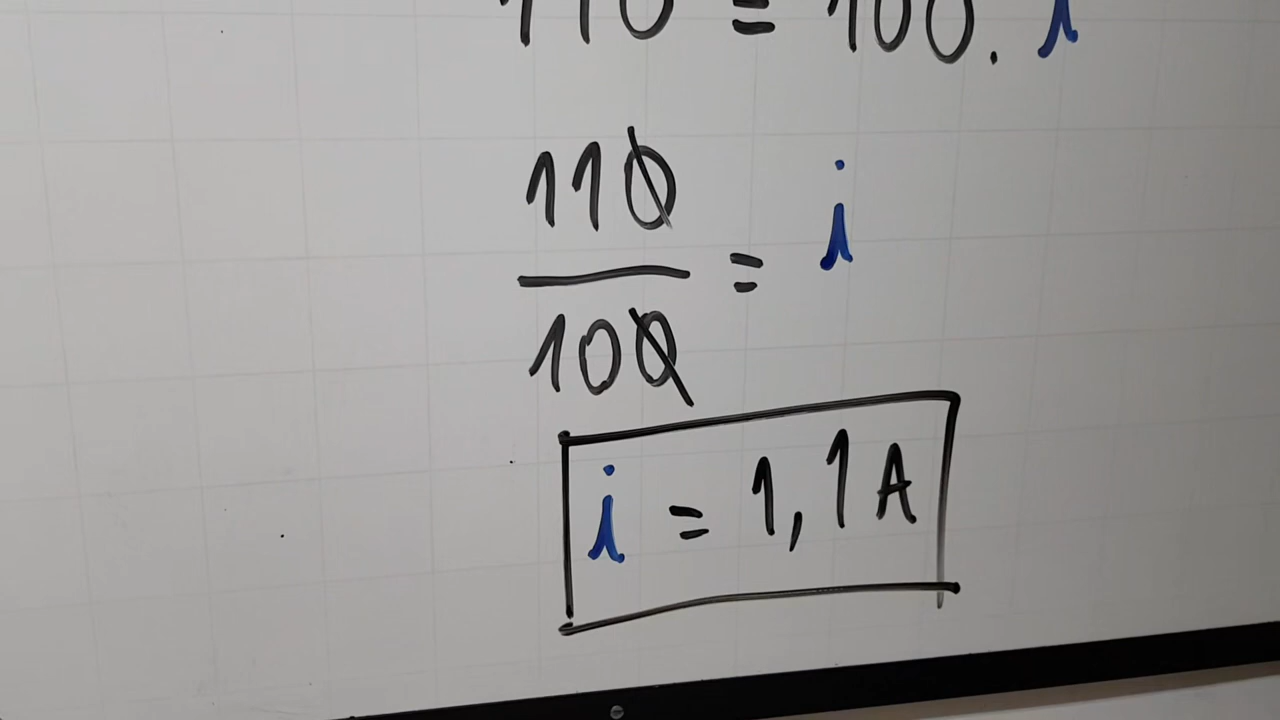 110 = 100. i
110
100
= i
i = 1,1A